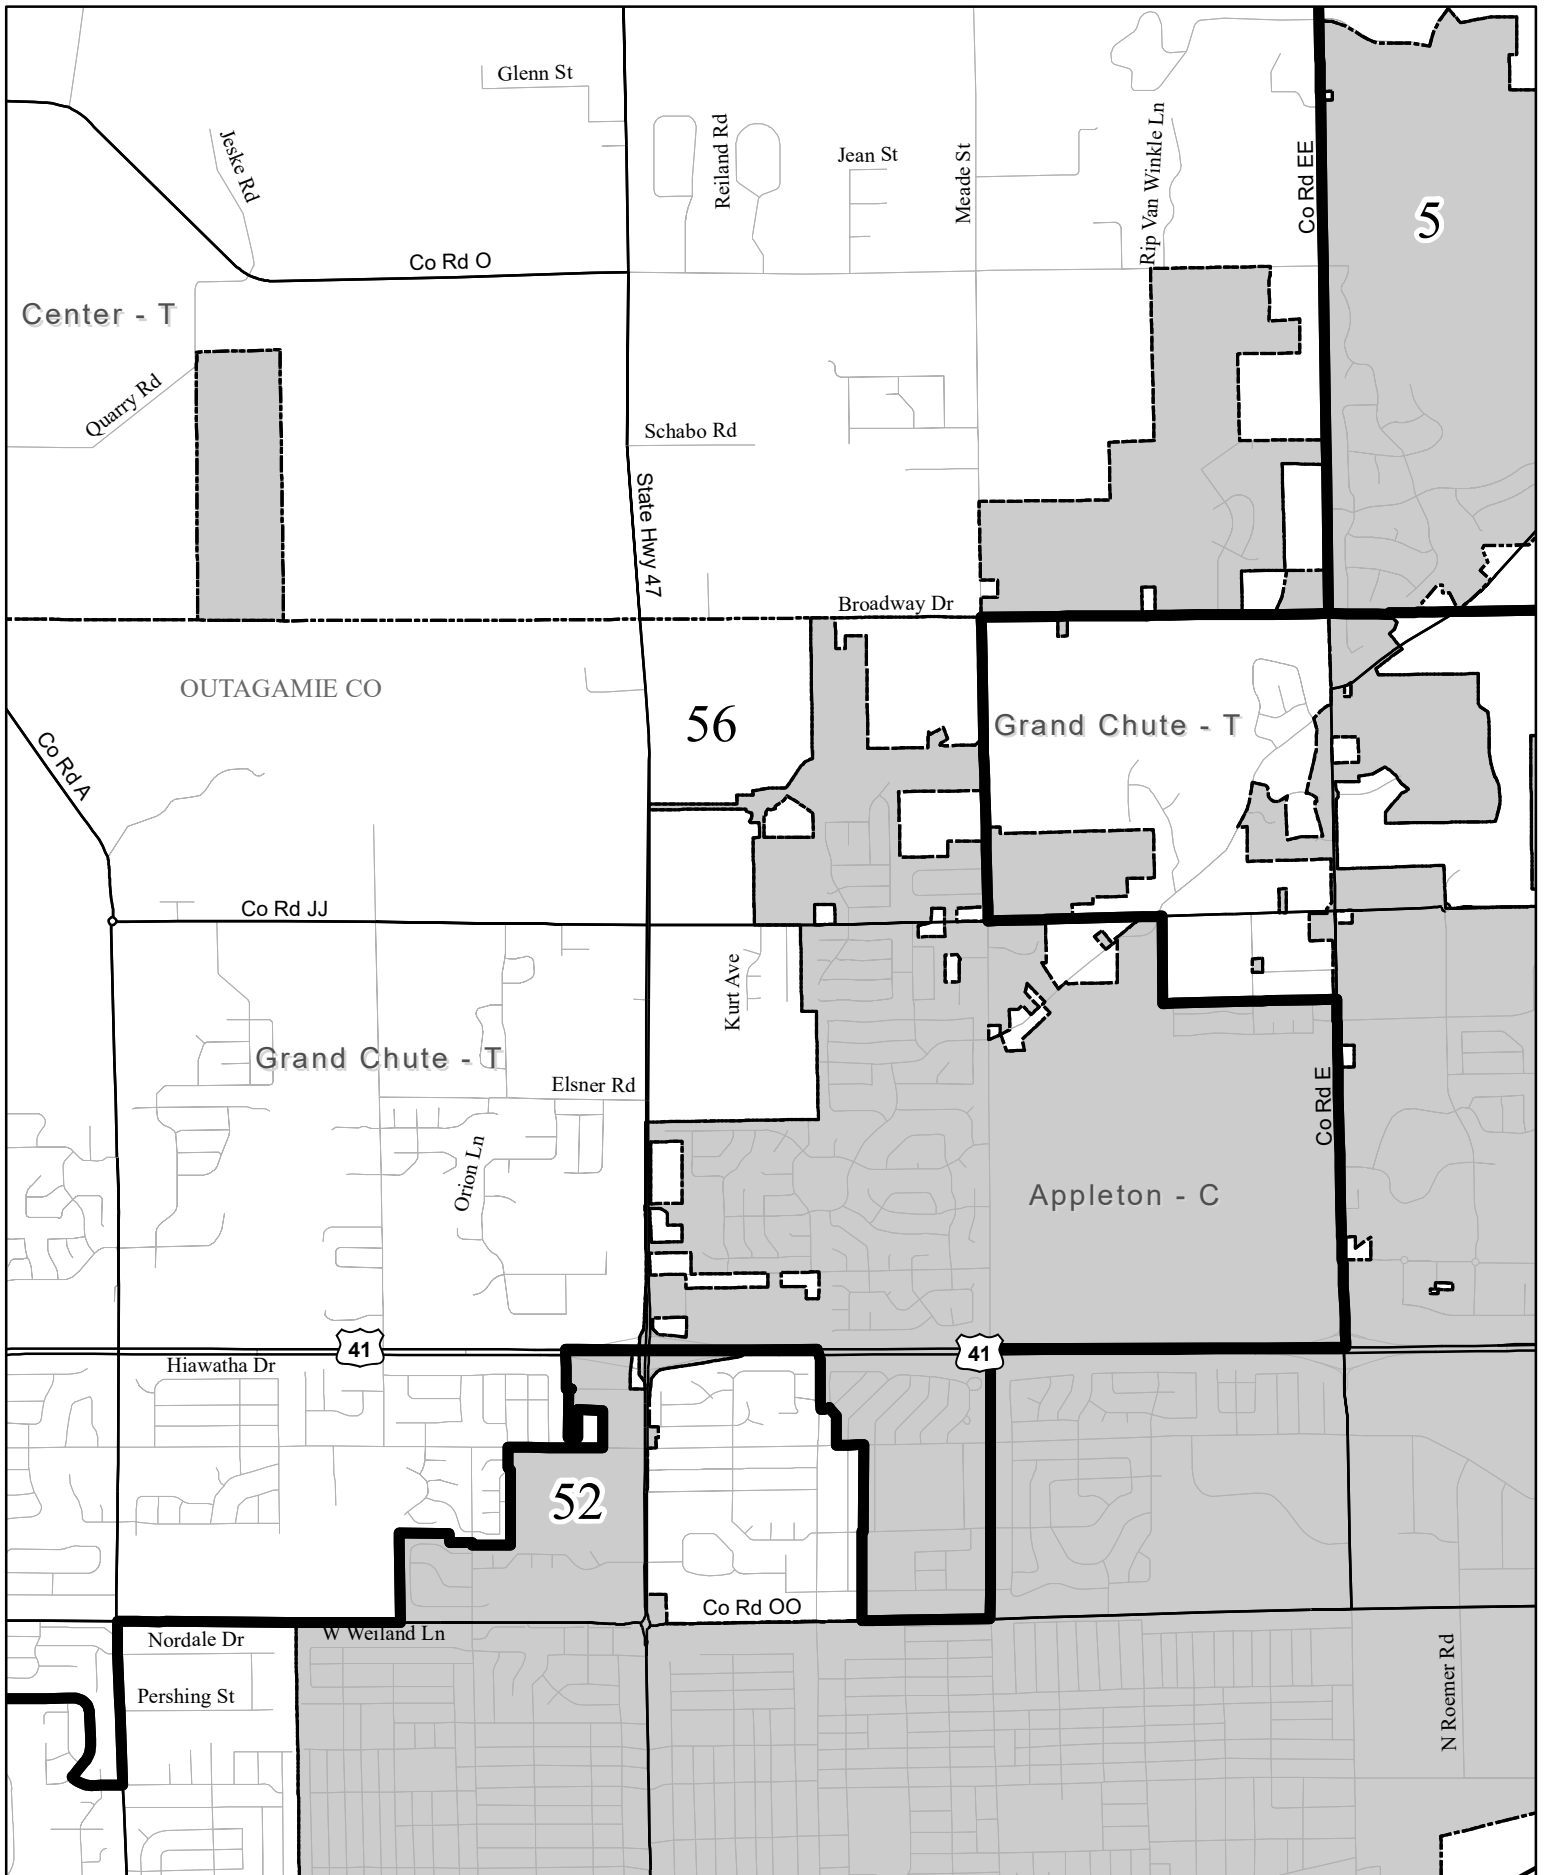 Glenn St
Jeske Rd
Reiland Rd
Jean St
Meade St
Rip Van Winkle Ln
Co Rd EE
5
Co Rd O
Center - T
Quarry Rd
Schabo Rd
State Hwy 47
Broadway Dr
OUTAGAMIE CO
56
Grand Chute - T
Co Rd A
Co Rd JJ
Kurt Ave
Grand Chute - T
Elsner Rd
Orion Ln
Co Rd E
Appleton - C
41
41
Hiawatha Dr
52
Co Rd OO
Nordale Dr
W Weiland Ln
Pershing St
N Roemer Rd